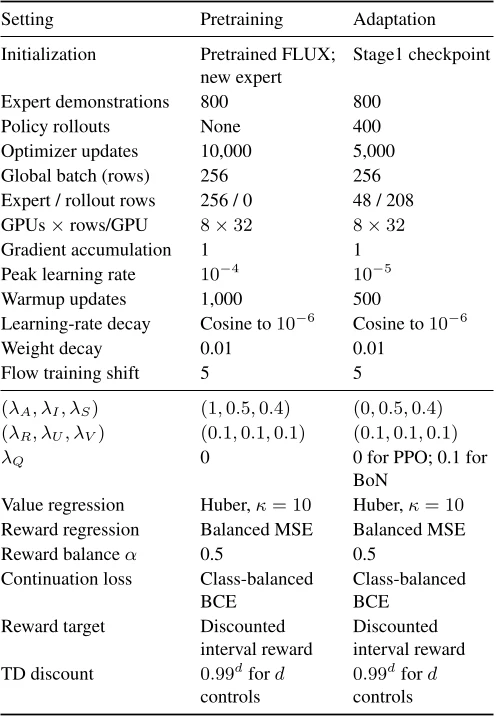 Setting Pretraining Adaptation
Initialization Pretrained FLUX; Stage1 checkpoint
new expert
Expert demonstrations 800 800
Policy rollouts None 400
Optimizer updates 10,000 5,000
Global batch (rows) 256 256
Expert / rollout rows 256 / 0 48 / 208
GPUs × rows/GPU 8 × 32 8 × 32
Gradient accumulation 1 1
Peak learning rate 10⁻⁴ 10⁻⁵
Warmup updates 1,000 500
Learning-rate decay Cosine to 10⁻⁶ Cosine to 10⁻⁶
Weight decay 0.01 0.01
Flow training shift 5 5
(λ_A, λ_I, λ_S) (1, 0.5, 0.4) (0, 0.5, 0.4)
(λ_R, λ_U, λ_V) (0.1, 0.1, 0.1) (0.1, 0.1, 0.1)
λ_Q 0 0 for PPO; 0.1 for
BoN
Value regression Huber, κ = 10 Huber, κ = 10
Reward regression Balanced MSE Balanced MSE
Reward balance α 0.5 0.5
Continuation loss Class-balanced Class-balanced
BCE BCE
Reward target Discounted Discounted
interval reward interval reward
TD discount 0.99ᵈ for d 0.99ᵈ for d
controls controls